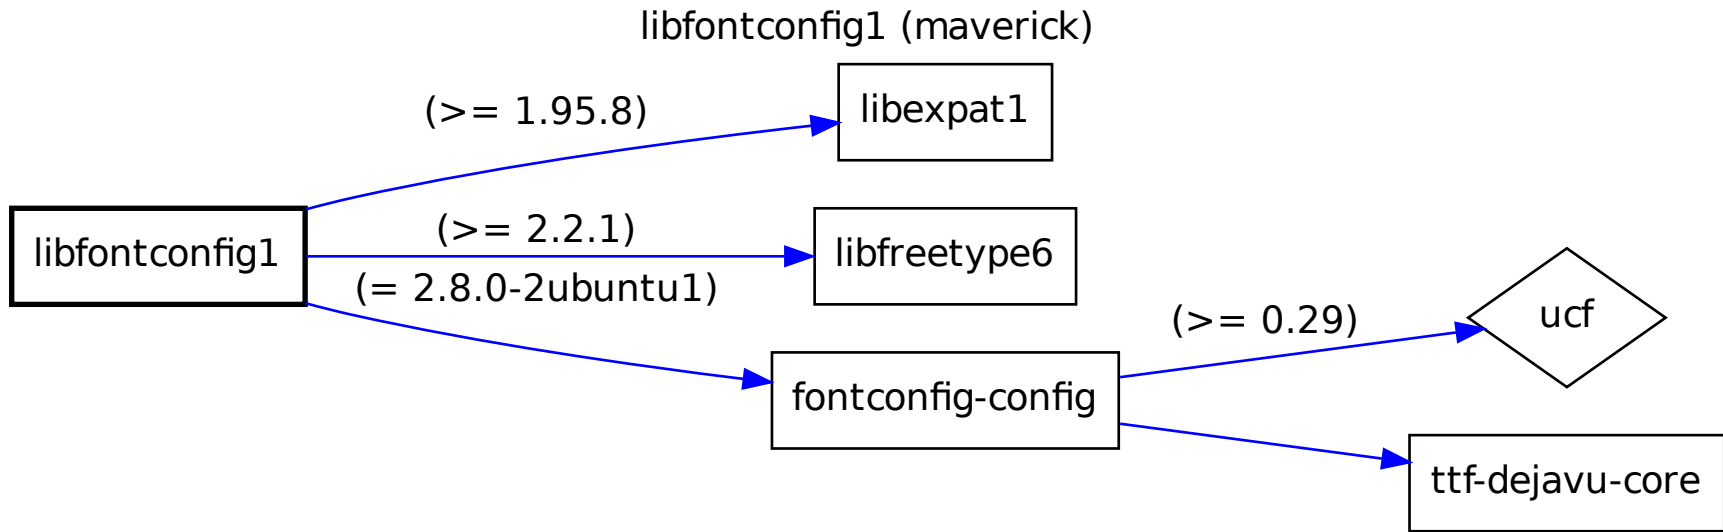 libfontconfig1 (maverick)
(>= 1.95.8)
libexpat1
libfontconfig1
(>= 2.2.1)
libfreetype6
(= 2.8.0-2ubuntu1)
fontconfig-config
(>= 0.29)
ucf
ttf-dejavu-core